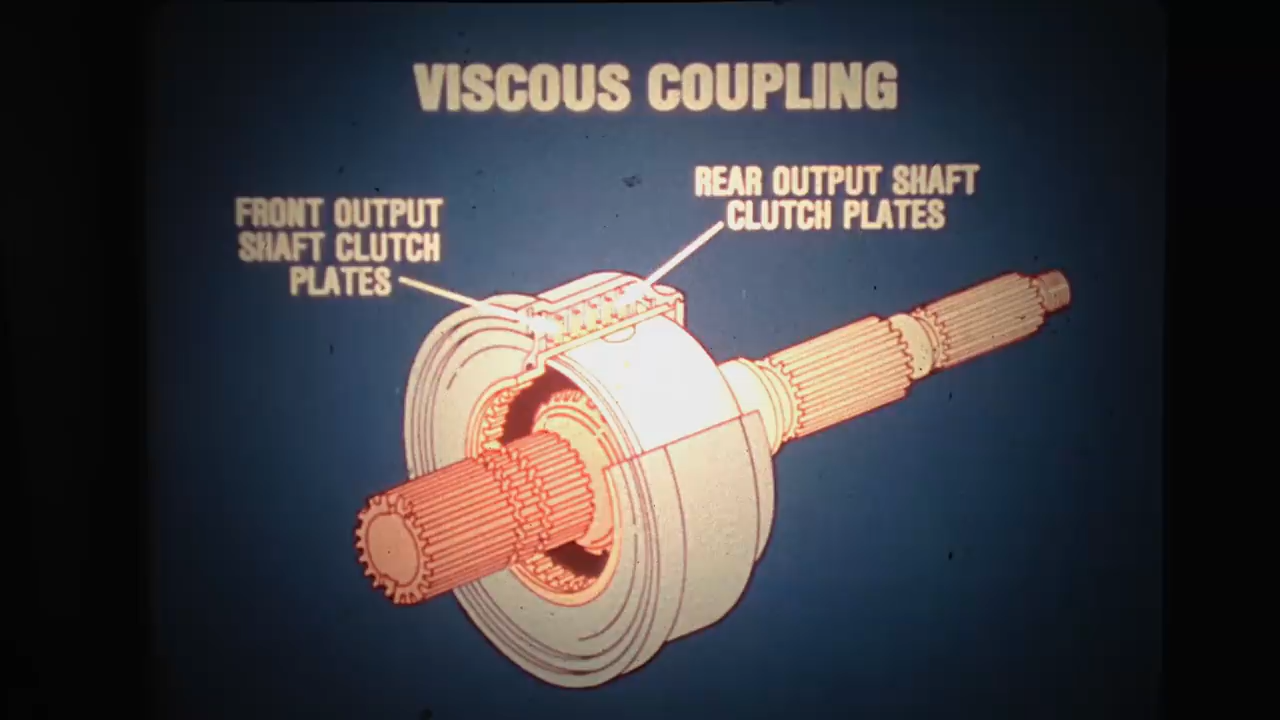 VISCOUS COUPLING
FRONT OUTPUT
SHAFT CLUTCH
PLATES
REAR OUTPUT SHAFT
CLUTCH PLATES